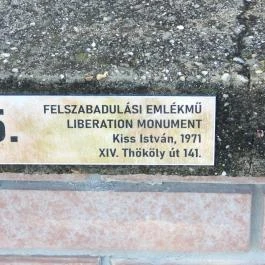 5.
FELSZABADULÁSI EMLÉKMŰ
LIBERATION MONUMENT
Kiss István, 1971
XIV. Thököly út 141.